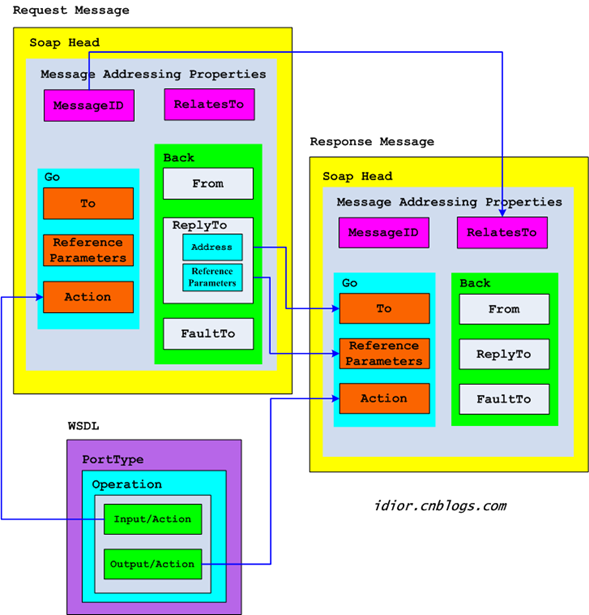 Request Message
Soap Head
Message Addressing Properties
MessageID
RelatesTo
Go
To
Reference
Parameters
Action
Back
From
ReplyTo
Address
Reference
Parameters
FaultTo
Response Message
Soap Head
Message Addressing Properties
MessageID
RelatesTo
Go
To
Reference
Parameters
Action
Back
From
ReplyTo
FaultTo
WSDL
PortType
Operation
Input/Action
Output/Action
idior.cnblogs.com